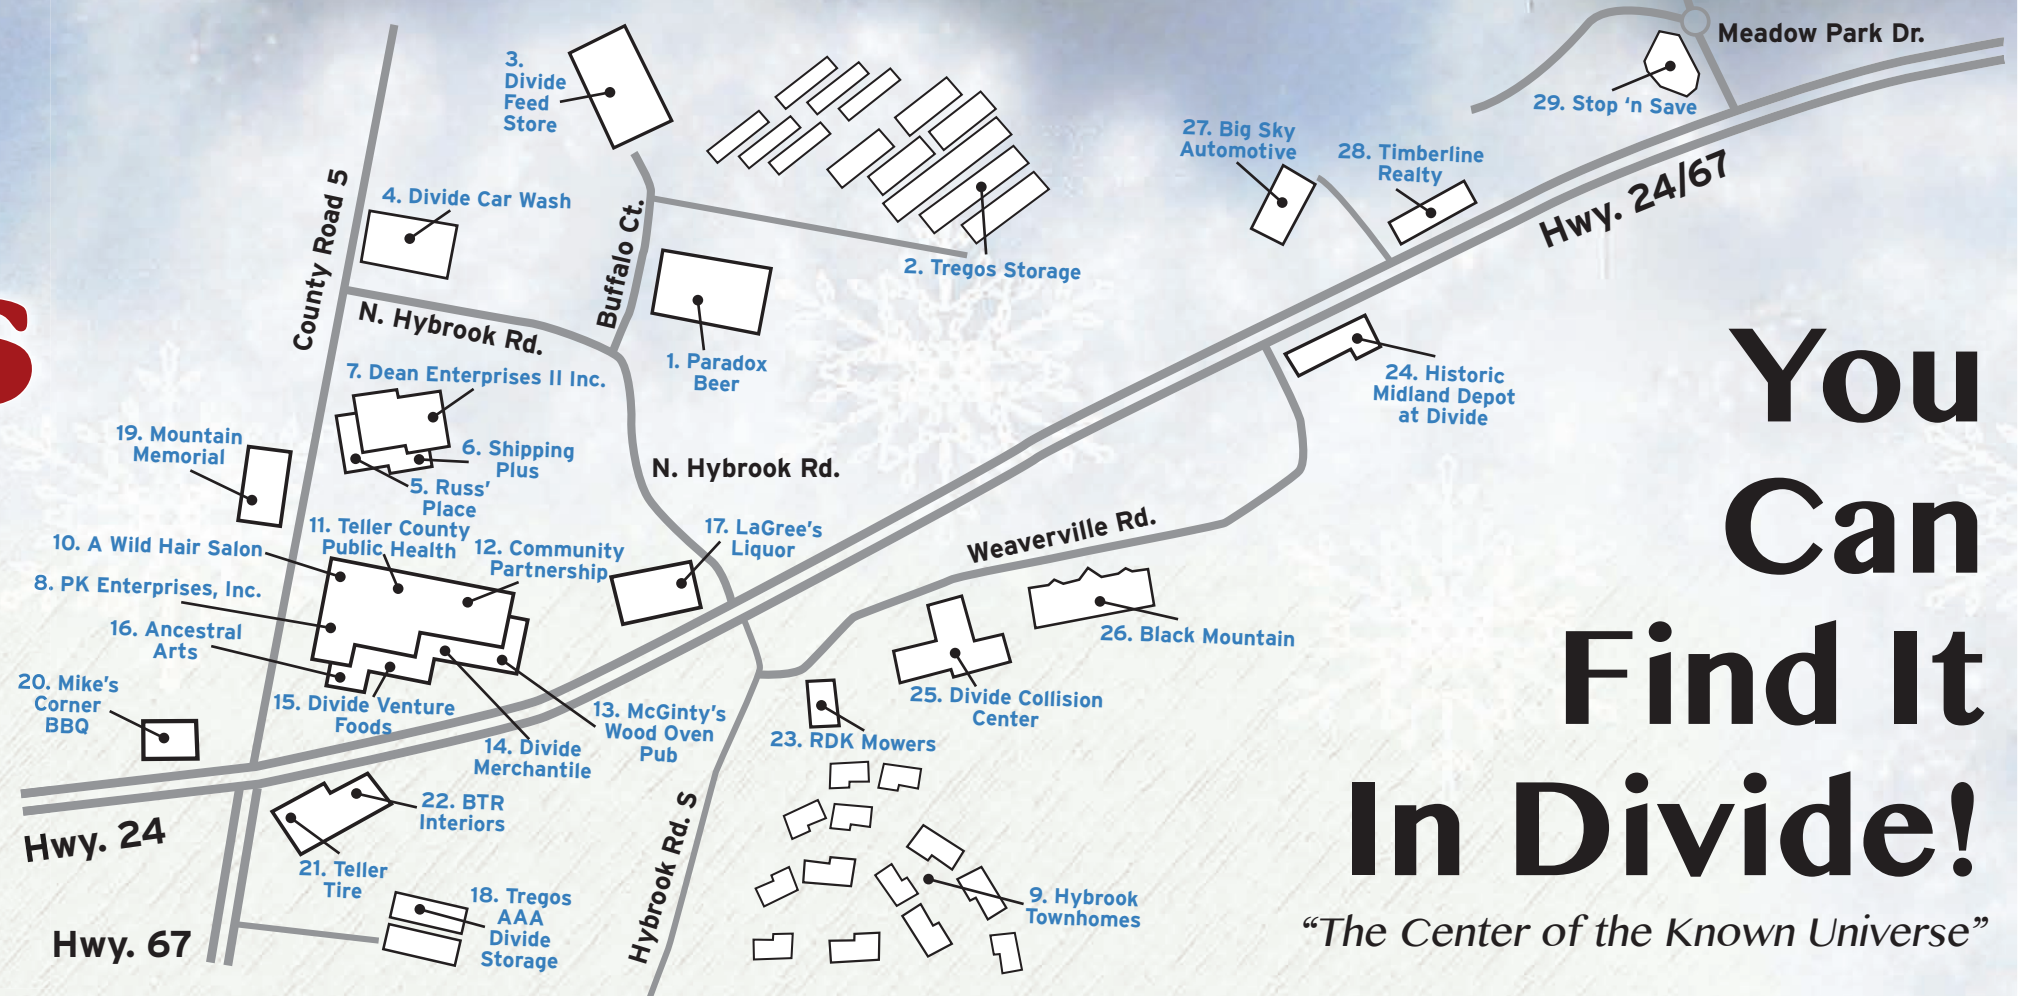 Meadow Park Dr.
3.
Divide
Feed
Store
29. Stop ‘n Save
27. Big Sky
Automotive
28. Timberline
Realty
Hwy. 24/67
County Road 5
4. Divide Car Wash
Buffalo Ct.
2. Tregos Storage
S
N. Hybrook Rd.
1. Paradox
Beer
7. Dean Enterprises II Inc.
24. Historic
Midland Depot
at Divide
19. Mountain
Memorial
6. Shipping
Plus
5. Russ’
Place
N. Hybrook Rd.
11. Teller County
Public Health
10. A Wild Hair Salon
12. Community
Partnership
17. LaGree’s
Liquor
Weaverville Rd.
8. PK Enterprises, Inc.
16. Ancestral
Arts
26. Black Mountain
20. Mike’s
Corner
BBQ
15. Divide Venture
Foods
13. McGinty’s
Wood Oven
Pub
14. Divide
Merchantile
25. Divide Collision
Center
23. RDK Mowers
22. BTR
Interiors
Hwy. 24
21. Teller
Tire
18. Tregos
AAA
Divide
Storage
Hybrook Rd. S
9. Hybrook
Townhomes
Hwy. 67
You
Can
Find It
In Divide!
“The Center of the Known Universe”